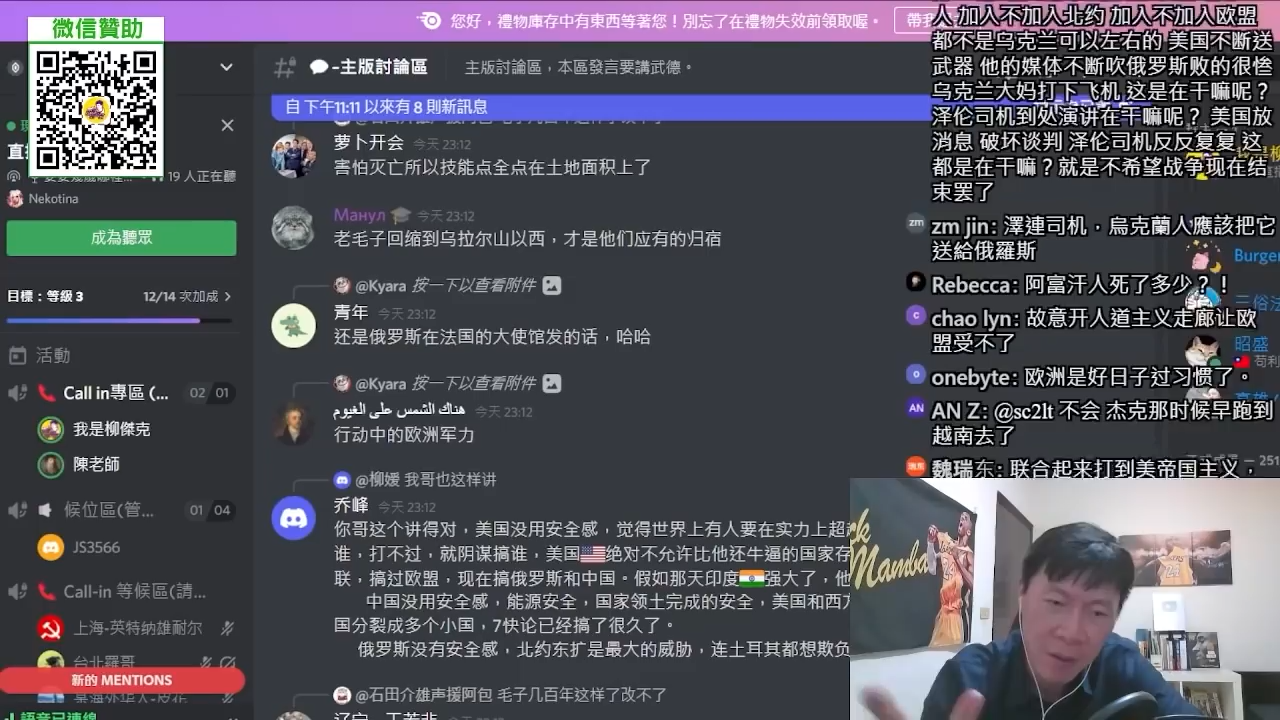 微信贊助
您好，禮物庫存中有東西等著您！別忘了在禮物失效前領取喔。
-主版討論區
主版討論區，本區發言要講武德。
自 下午11:11 以來有 8 則新訊息
19 人正在聽
Nekotina
成為聽眾
目標：等級 3
12/14 次加成
活動
Call in專區 (...
02 01
我是柳傑克
陳老師
候位區(管...
01 04
JS3566
Call-in 等候區(請...
上海-英特纳雄耐尔
台北羅哥
新的 MENTIONS
語音已連線
萝卜开会 今天 23:12
害怕灭亡所以技能点全点在土地面积上了
Манул 今天 23:12
老毛子回缩到乌拉尔山以西，才是他们应有的归宿
@Kyara 按一下以查看附件
青年 今天 23:12
还是俄罗斯在法国的大使馆发的话，哈哈
@Kyara 按一下以查看附件
هناك الشمس علي الغيوم 今天 23:12
行动中的欧洲军力
@柳媛 我哥也这样讲
乔峰 今天 23:12
你哥这个讲得对，美国没用安全感，觉得世界上有人要在实力上超
谁，打不过，就阴谋搞谁，美国🇺🇸绝对不允许比他还牛逼的国家存
联，搞过欧盟，现在搞俄罗斯和中国。假如那天印度🇮🇳强大了，他
中国没用安全感，能源安全，国家领土完成的安全，美国和西方
国分裂成多个小国，7快论已经搞了很久了。
俄罗斯没有安全感，北约东扩是最大的威胁，连土耳其都想欺负
@石田介雄声援阿包 毛子几百年这样了改不了
人 加入不加入北约 加入不加入欧盟
都不是乌克兰可以左右的 美国不断送
武器 他的媒体不断吹俄罗斯败的很惨
乌克兰大妈打下飞机 这是在干嘛呢？
泽伦司机到处演讲在干嘛呢？ 美国放
消息 破坏谈判 泽伦司机反反复复 这
都是在干嘛？就是不希望战争现在结
束罢了
zm jin: 澤連司机，烏克蘭人應該把它
送給俄羅斯
Rebecca: 阿富汗人死了多少？！
chao lyn: 故意开人道主义走廊让欧
盟受不了
onebyte: 欧洲是好日子过习惯了。
AN Z: @sc2lt 不会 杰克那时候早跑到
越南去了
魏瑞东: 联合起来打到美帝国主义，
Burger
三俗
昭盛
Mamba